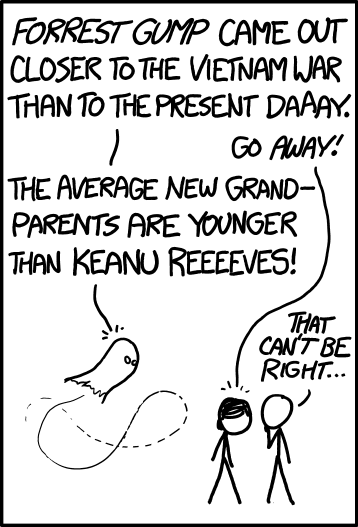 FORREST GUMP CAME OUT
CLOSER TO THE VIETNAM WAR
THAN TO THE PRESENT DAAAY.
GO AWAY!
THE AVERAGE NEW GRAND-
PARENTS ARE YOUNGER
THAN KEANU REEEEVES!
THAT
CAN'T BE
RIGHT...